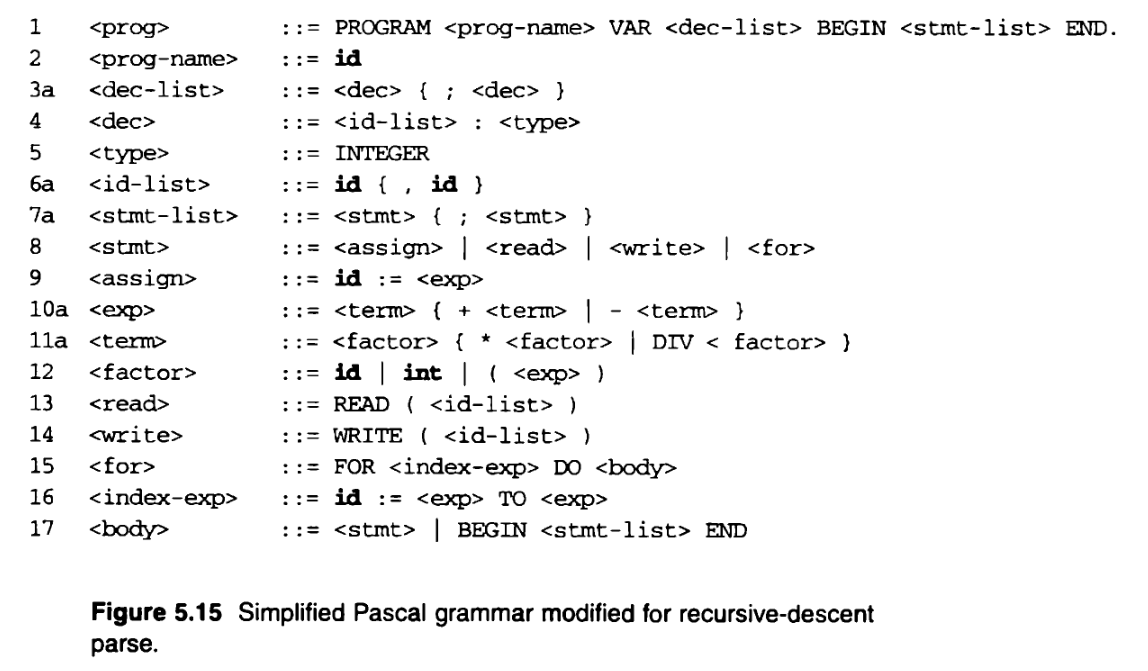 1 <prog> ::= PROGRAM <prog-name> VAR <dec-list> BEGIN <stmt-list> END.
2 <prog-name> ::= id
3a <dec-list> ::= <dec> { ; <dec> }
4 <dec> ::= <id-list> : <type>
5 <type> ::= INTEGER
6a <id-list> ::= id { , id }
7a <stmt-list> ::= <stmt> { ; <stmt> }
8 <stmt> ::= <assign> | <read> | <write> | <for>
9 <assign> ::= id := <exp>
10a <exp> ::= <term> { + <term> | - <term> }
11a <term> ::= <factor> { * <factor> | DIV < factor> }
12 <factor> ::= id | int | ( <exp> )
13 <read> ::= READ ( <id-list> )
14 <write> ::= WRITE ( <id-list> )
15 <for> ::= FOR <index-exp> DO <body>
16 <index-exp> ::= id := <exp> TO <exp>
17 <body> ::= <stmt> | BEGIN <stmt-list> END
Figure 5.15 Simplified Pascal grammar modified for recursive-descent
parse.